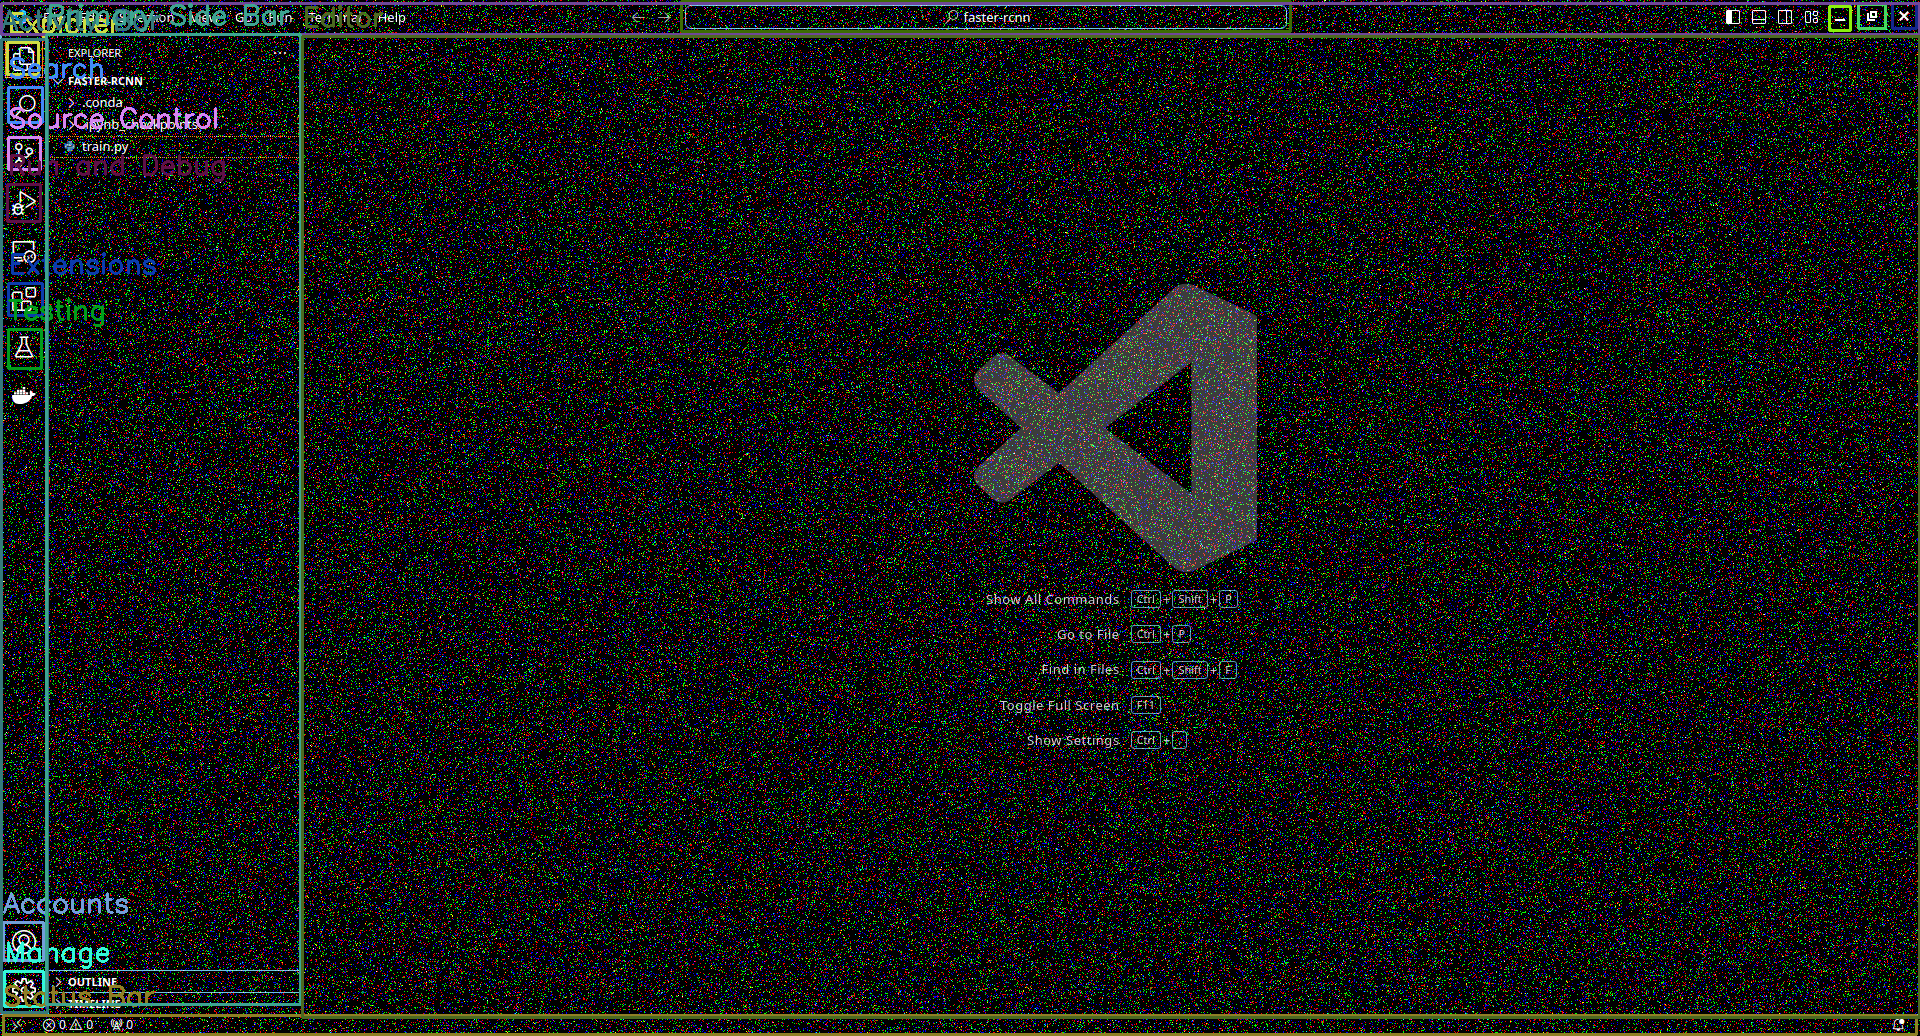 Explorer
Primary Side Bar
Editor
Selection View Go Run Terminal Help
faster-rcnn
EXPLORER
Search
FASTER-RCNN
.conda
Source Control
.ipynb_checkpoints
train.py
Run and Debug
Extensions
Testing
Show All Commands Ctrl + Shift + P
Go to File Ctrl + P
Find in Files Ctrl + Shift + F
Toggle Full Screen F11
Show Settings Ctrl + ,
Accounts
Manage
OUTLINE
Status Bar
TIMELINE
0 0 0